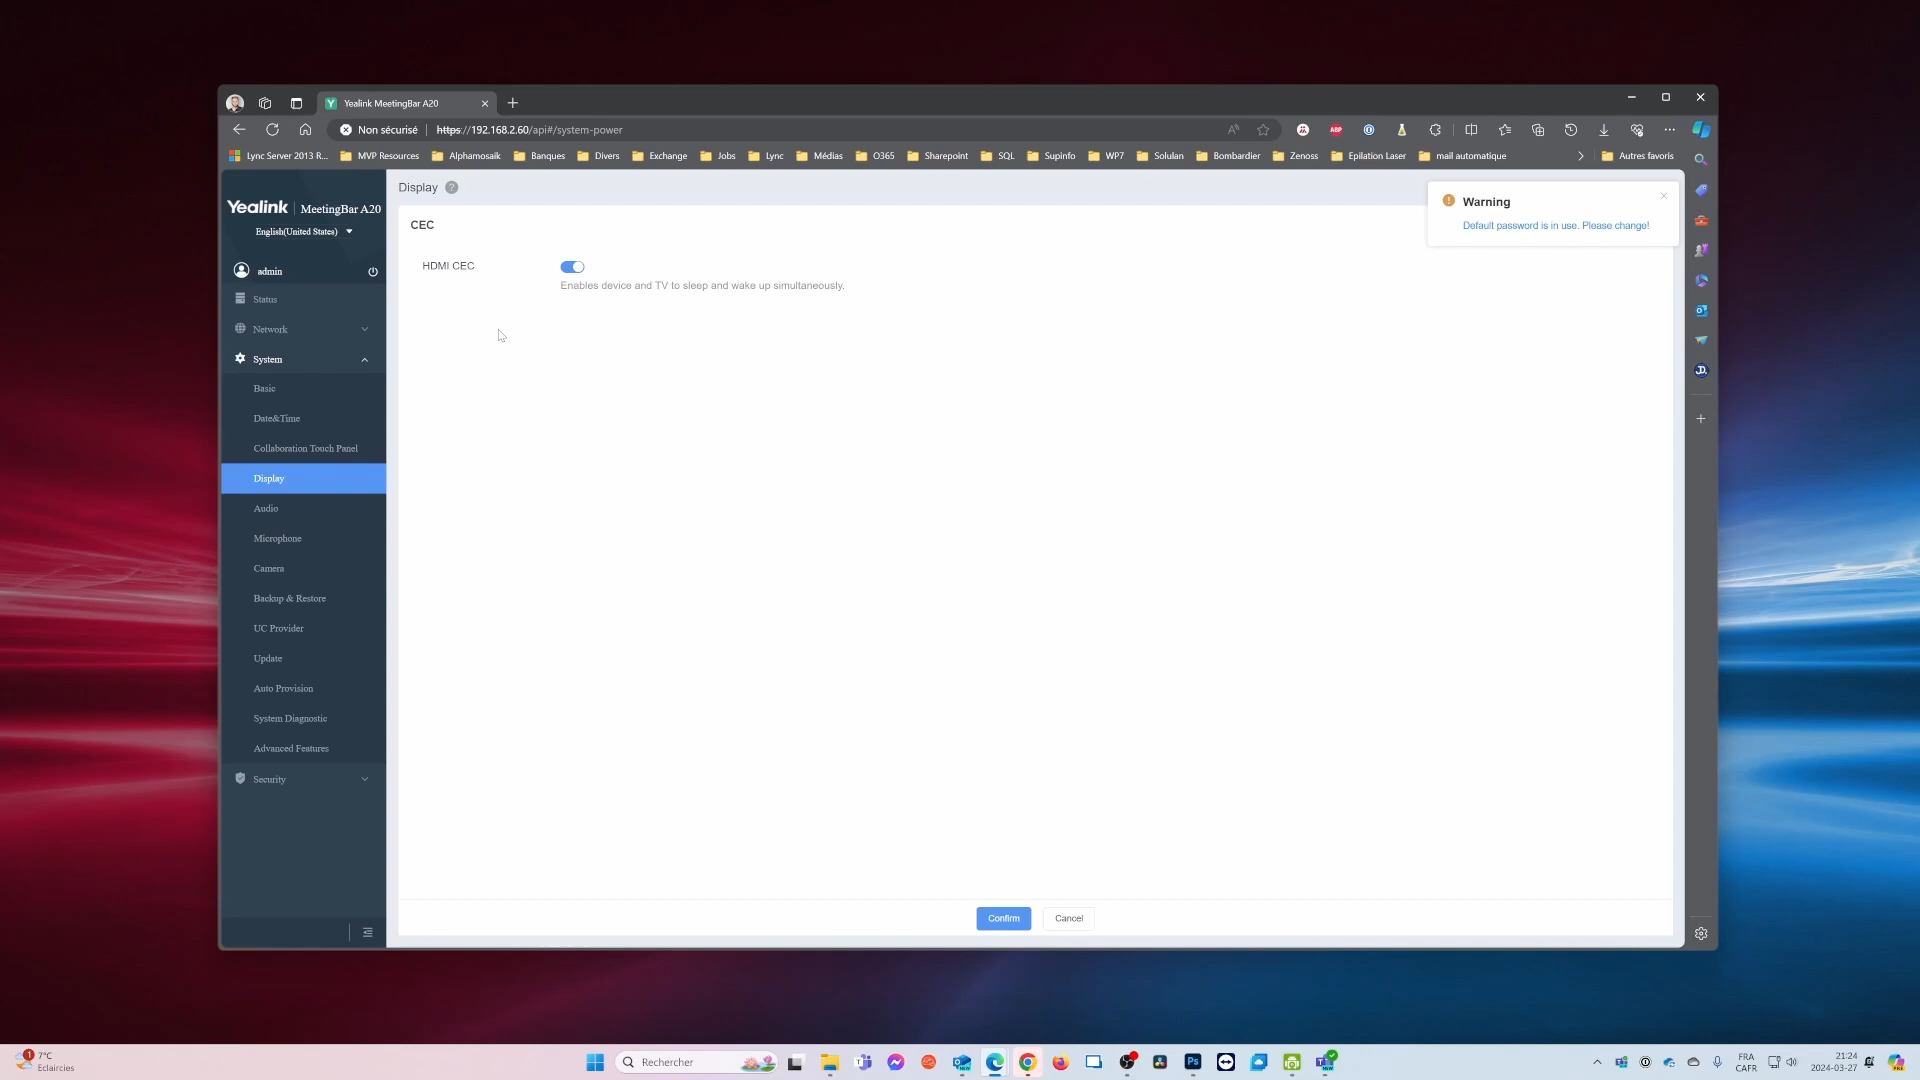 Yealink MeetingBar A20
Non sécurisé https://192.168.2.60/api#/system-power
Lync Server 2013 R... MVP Resources Alphamosaik Banques Divers Exchange Jobs Lync Médias O365 Sharepoint SQL Supinfo WP7 Solulan Bombardier Zenoss Epilation Laser mail automatique Autres favoris
Yealink MeetingBar A20
English(United States)
admin
Status
Network
System
Basic
Date&Time
Collaboration Touch Panel
Display
Audio
Microphone
Camera
Backup & Restore
UC Provider
Update
Auto Provision
System Diagnostic
Advanced Features
Security
Display
CEC
HDMI CEC
Enables device and TV to sleep and wake up simultaneously.
Warning
Default password is in use. Please change!
Confirm Cancel
7°C
Eclaircies
Rechercher
FRA
CAFR
21:24
2024-03-27